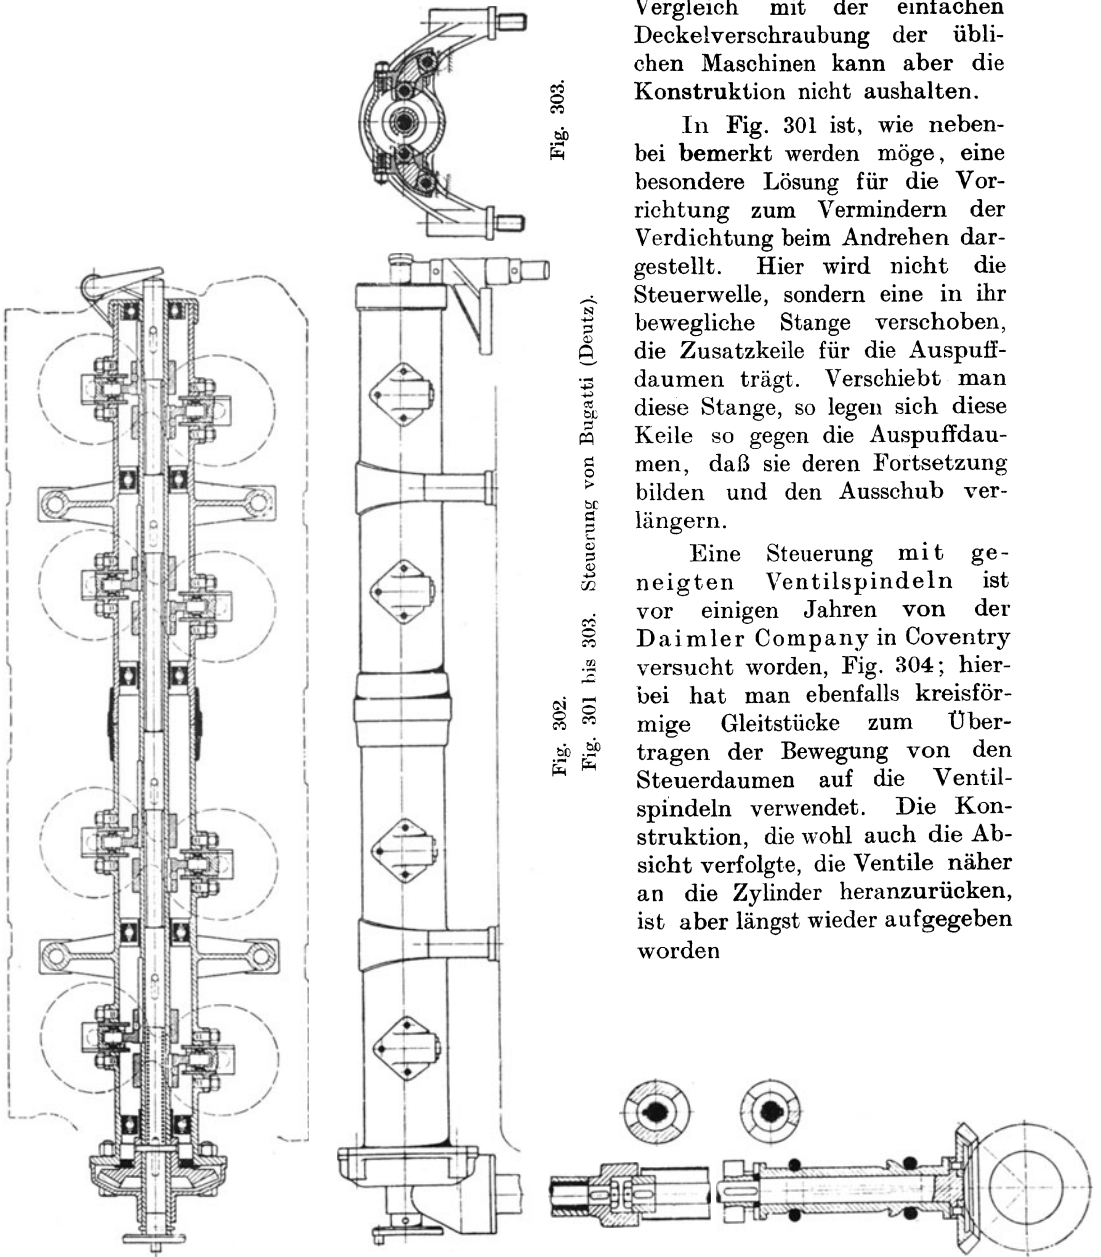 Vergleich mit der einfachen
Deckelverschraubung der übli-
chen Maschinen kann aber die
Konstruktion nicht aushalten.
In Fig. 301 ist, wie neben-
bei bemerkt werden möge, eine
besondere Lösung für die Vor-
richtung zum Vermindern der
Verdichtung beim Andrehen dar-
gestellt. Hier wird nicht die
Steuerwelle, sondern eine in ihr
bewegliche Stange verschoben,
die Zusatzkeile für die Auspuff-
daumen trägt. Verschiebt man
diese Stange, so legen sich diese
Keile so gegen die Auspuffdau-
men, daß sie deren Fortsetzung
bilden und den Ausschub ver-
längern.
Eine Steuerung mit ge-
neigten Ventilspindeln ist
vor einigen Jahren von der
Daimler Company in Coventry
versucht worden, Fig. 304; hier-
bei hat man ebenfalls kreisför-
mige Gleitstücke zum Über-
tragen der Bewegung von den
Steuerdaumen auf die Ventil-
spindeln verwendet. Die Kon-
struktion, die wohl auch die Ab-
sicht verfolgte, die Ventile näher
an die Zylinder heranzurücken,
ist aber längst wieder aufgegeben
worden
Fig. 303.
Fig. 302.
Fig. 301 bis 303. Steuerung von Bugatti (Deutz).